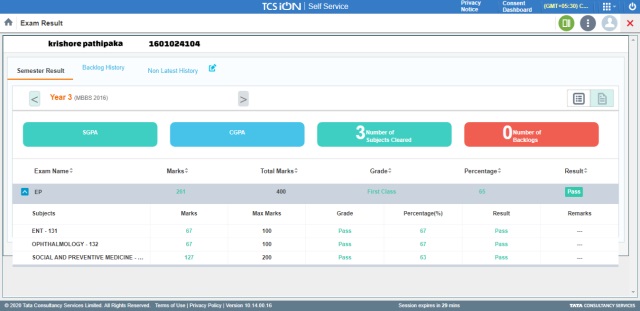 TCS iON | Self Service Privacy Notice Consent Dashboard (GMT+05:30) C...
Exam Result
krishore pathipaka 1601024104
Semester Result Backlog History Non Latest History
< Year 3 (MBBS 2016) >
SGPA CGPA 3 Number of Subjects Cleared 0 Number of Backlogs
Exam Name Marks Total Marks Grade Percentage Result
EP 261 400 First Class 65 Pass
Subjects Marks Max Marks Grade Percentage(%) Result Remarks
ENT - 131 67 100 Pass 67 Pass ---
OPHTHALMOLOGY - 132 67 100 Pass 67 Pass ---
SOCIAL AND PREVENTIVE MEDICINE - ... 127 200 Pass 63 Pass ---
© 2020 Tata Consultancy Services Limited. All Rights Reserved. Terms of Use | Privacy Policy | Version 10.14.00.16 Session expires in 29 mins TATA CONSULTANCY SERVICES